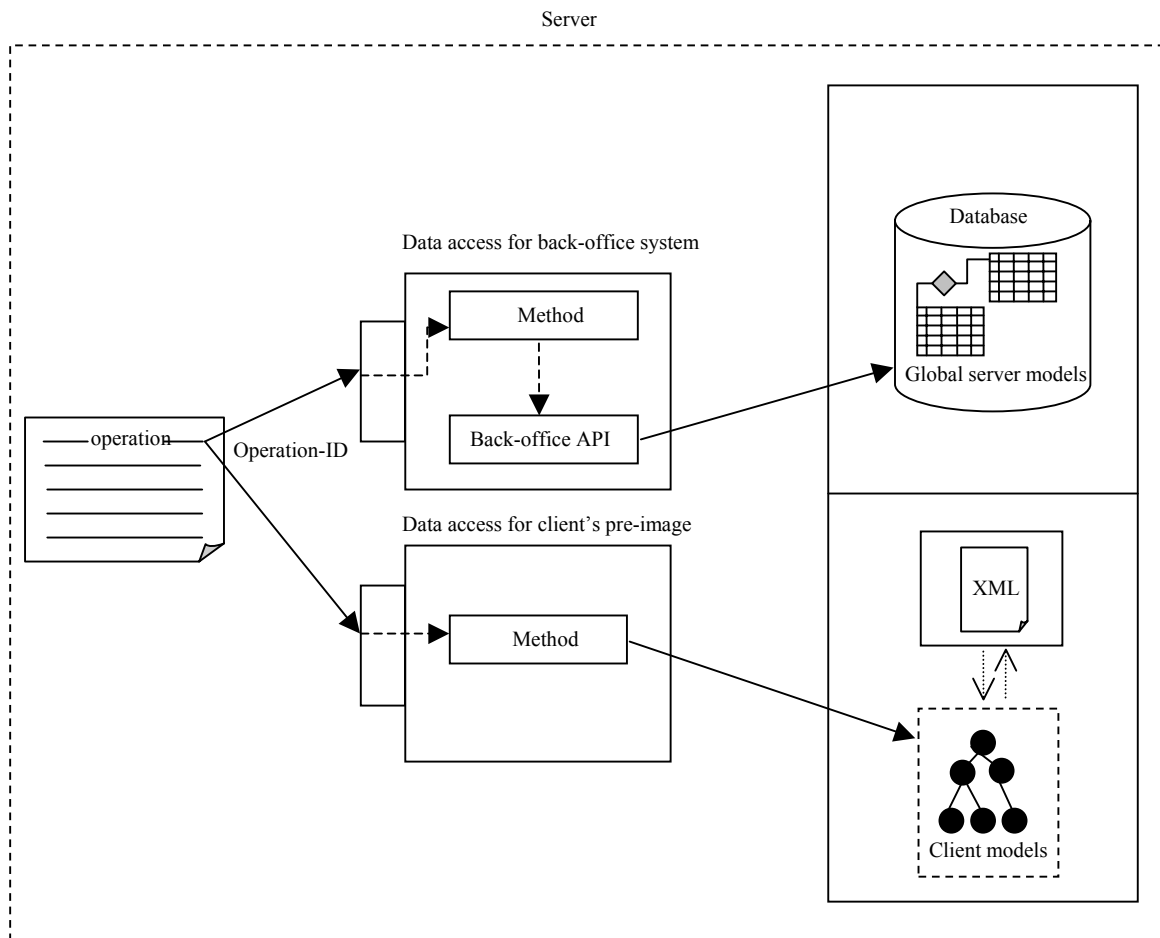 Server
Database
Global server models
Data access for back-office system
Method
Back-office API
operation
Operation-ID
Data access for client's pre-image
Method
XML
Client models